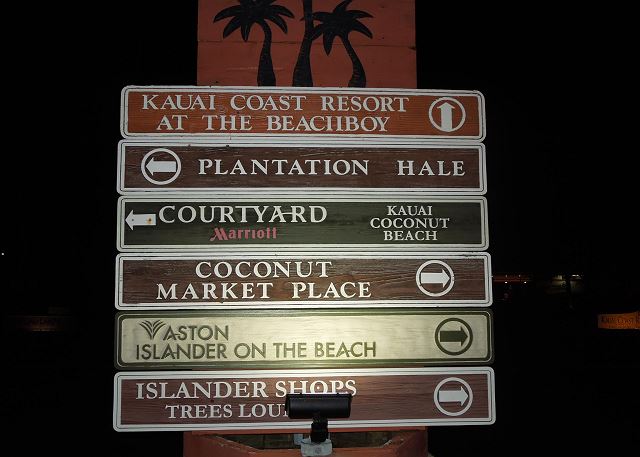 KAUAI COAST RESORT
AT THE BEACHBOY
PLANTATION HALE
COURTYARD
Marriott
KAUAI
COCONUT
BEACH
COCONUT
MARKET PLACE
ASTON
ISLANDER ON THE BEACH
ISLANDER SHOPS
TREES